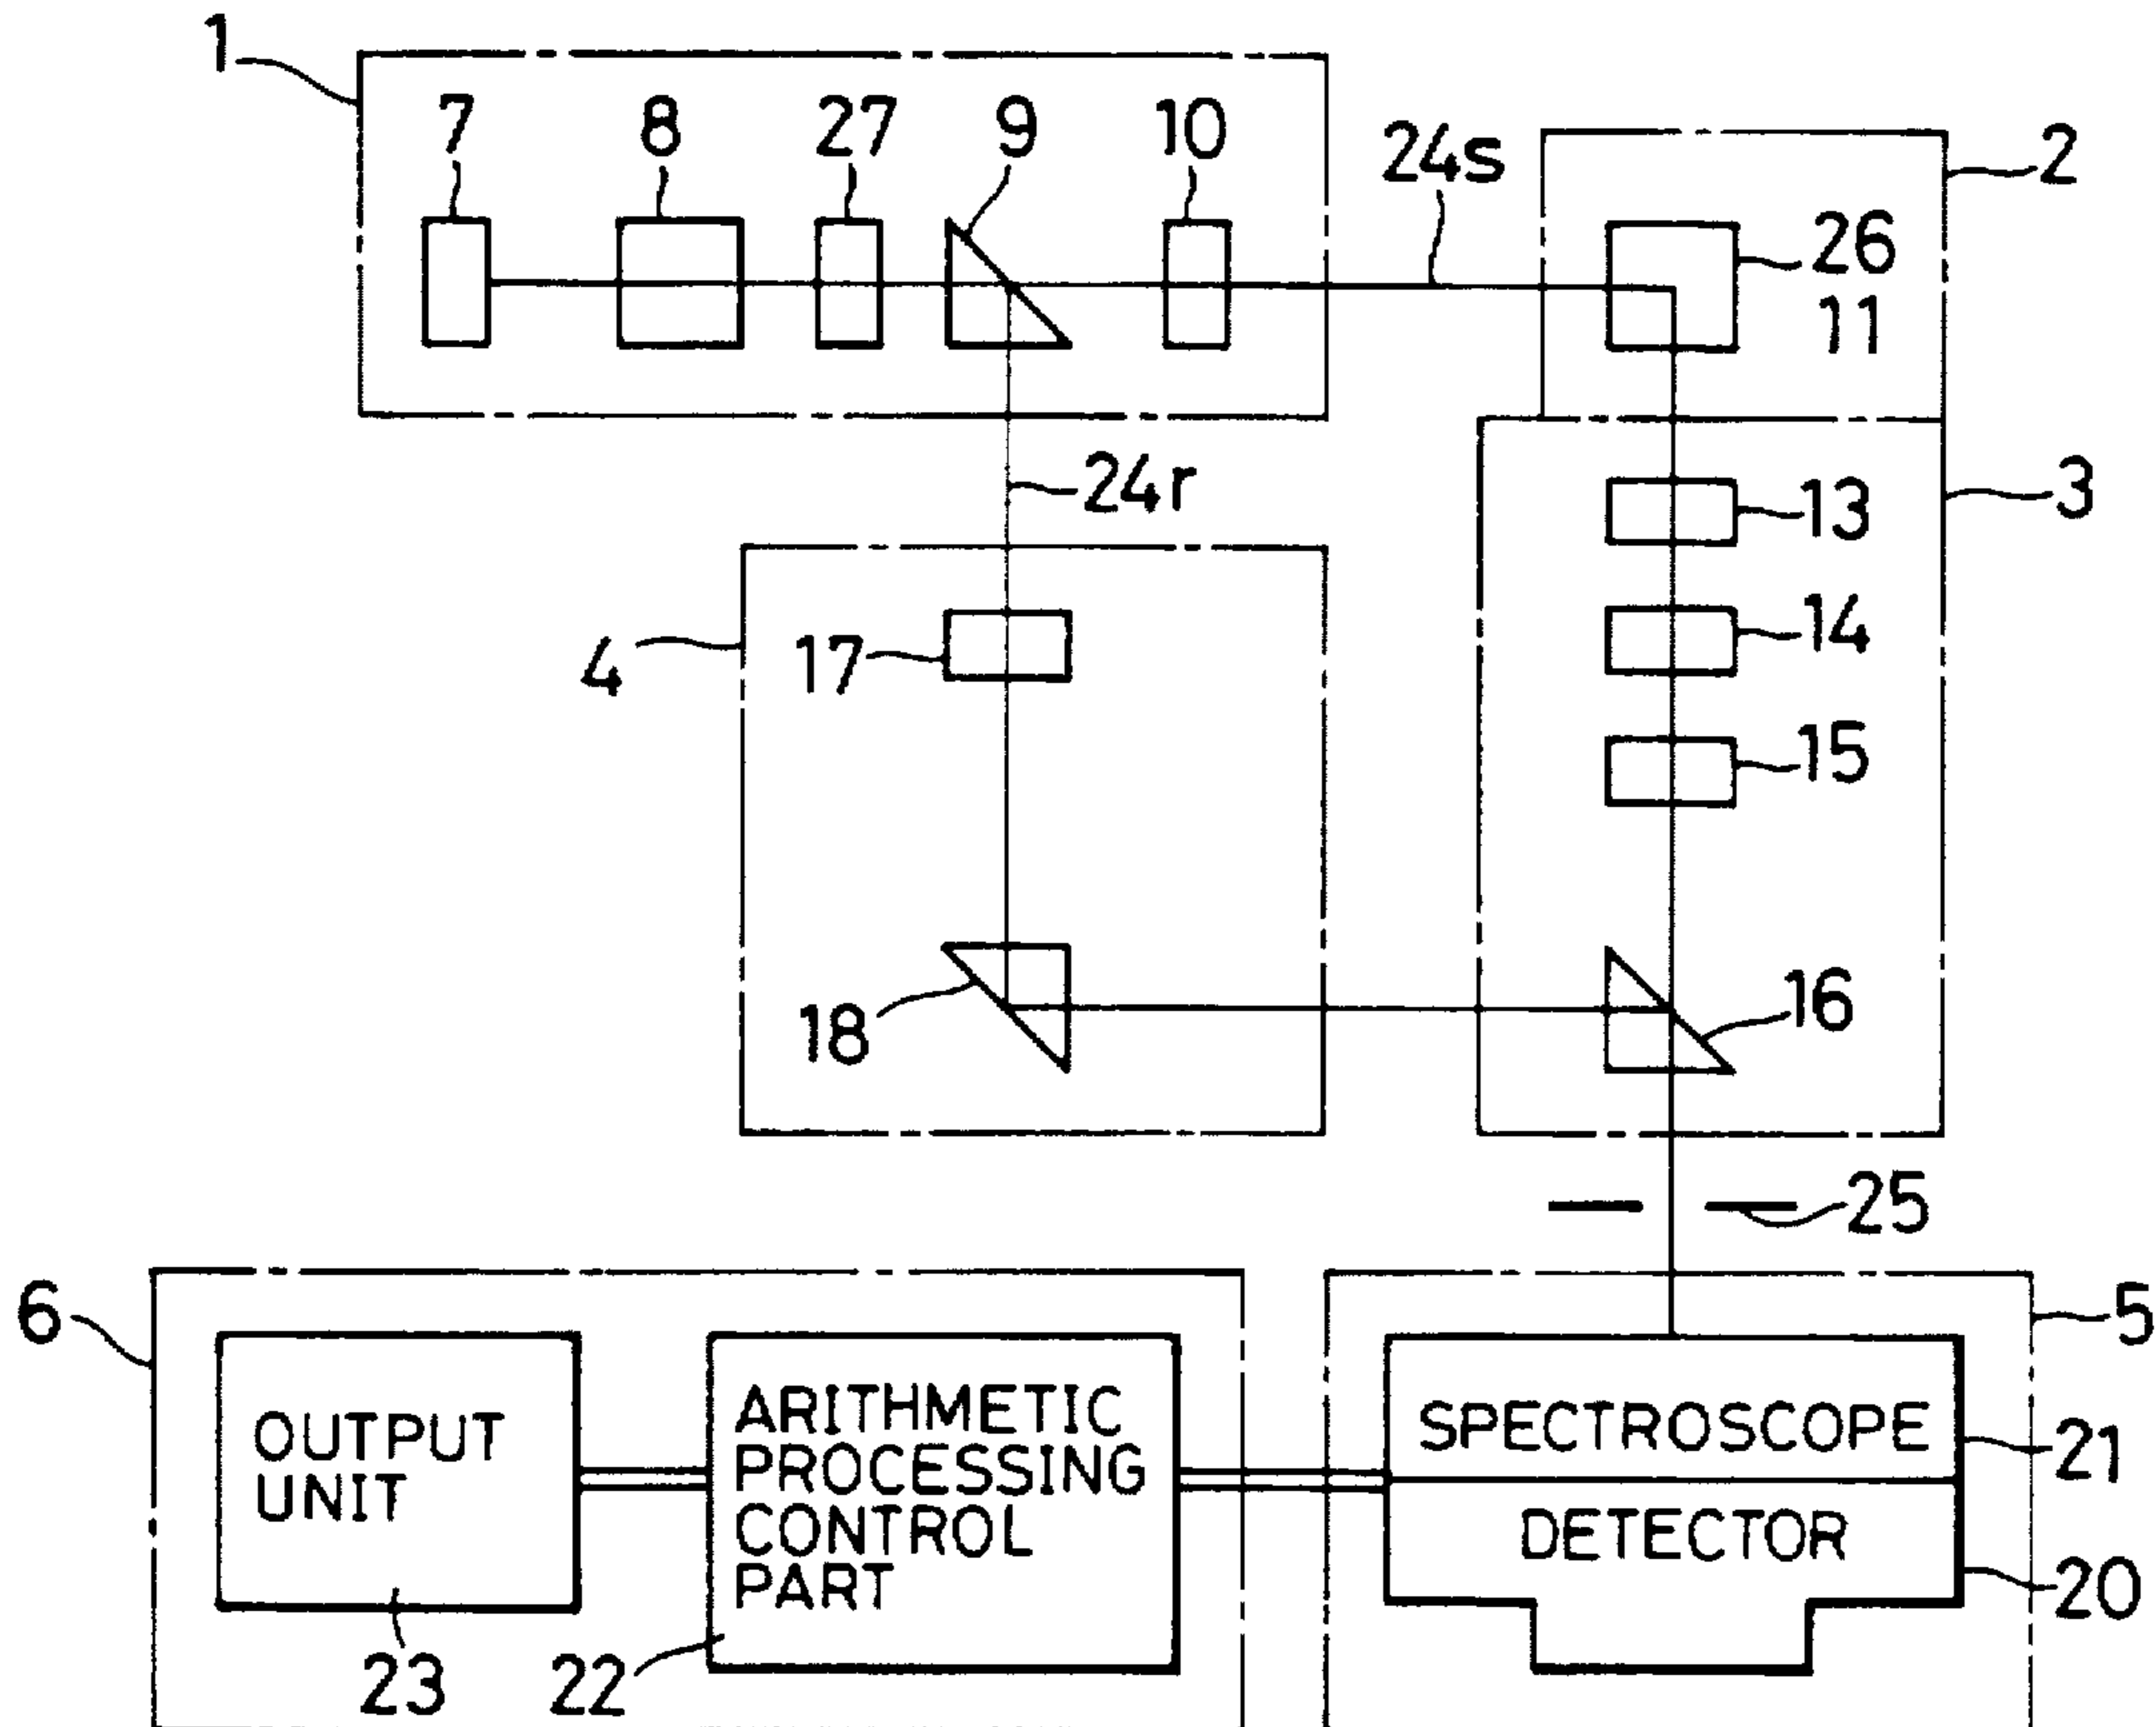 1
7
8
27
9
10
24s
2
26
11
24r
3
13
14
15
4
17
18
16
25
6
5
OUTPUT
UNIT
ARITHMETIC
PROCESSING
CONTROL
PART
SPECTROSCOPE
21
DETECTOR
20
23
22